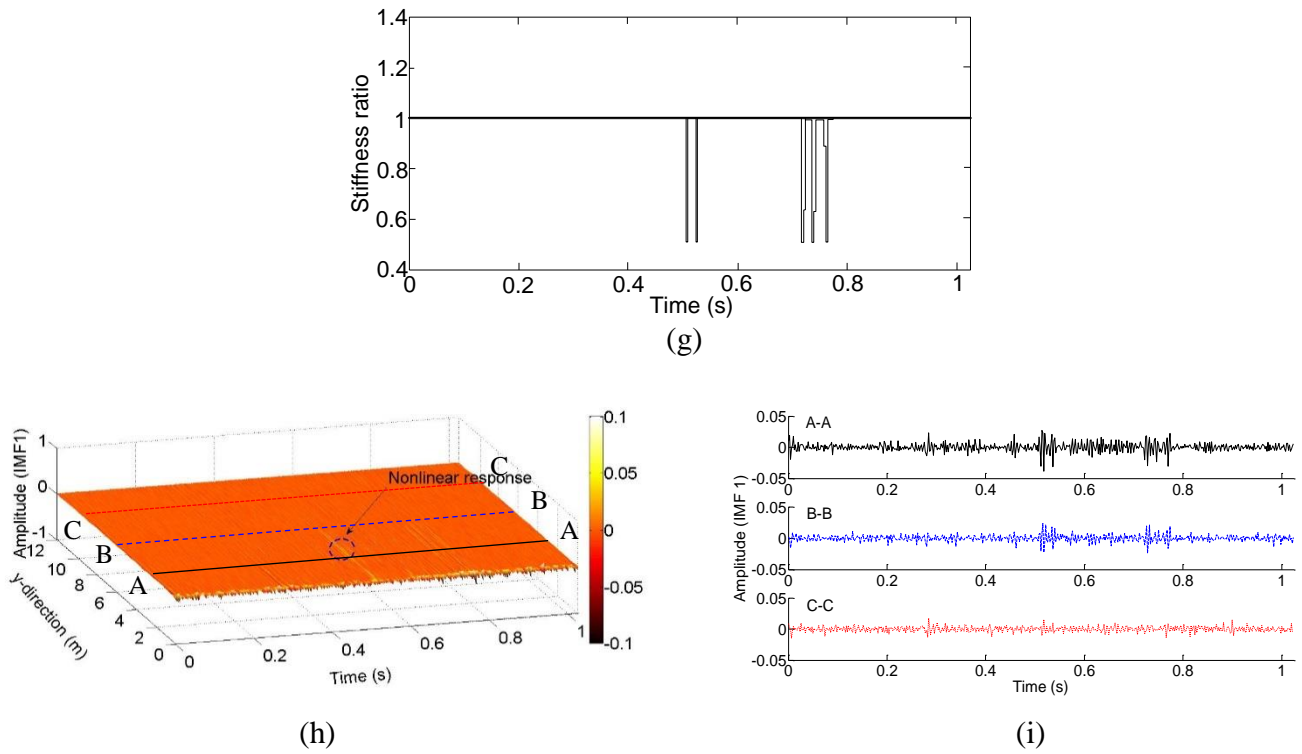 1.4
1.2
1
0.8
0.6
0.4
Stiffness ratio
0 0.2 0.4 0.6 0.8 1
Time (s)
(g)
Amplitude (IMF1)
1
0
-1
12
10
8
6
4
2
0
y-direction (m)
C
B
A
Nonlinear response
C
B
A
0 0.2 0.4 0.6 0.8 1
Time (s)
0.1
0.05
0
-0.05
-0.1
(h)
Amplitude (IMF 1)
0.05
0
-0.05
A-A
0 0.2 0.4 0.6 0.8 1
0.05
0
-0.05
B-B
0 0.2 0.4 0.6 0.8 1
0.05
0
-0.05
C-C
0 0.2 0.4 0.6 0.8 1
Time (s)
(i)